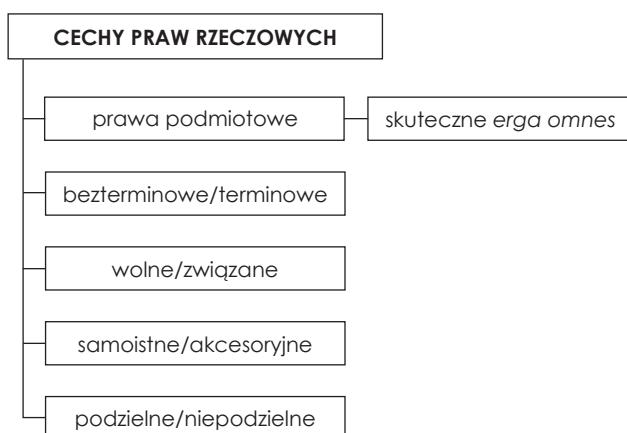 CECHY PRAW RZECZOWYCH
prawa podmiotowe
skuteczne erga omnes
bezterminowe/terminowe
wolne/związane
samoistne/akcesoryjne
podzielne/niepodzielne